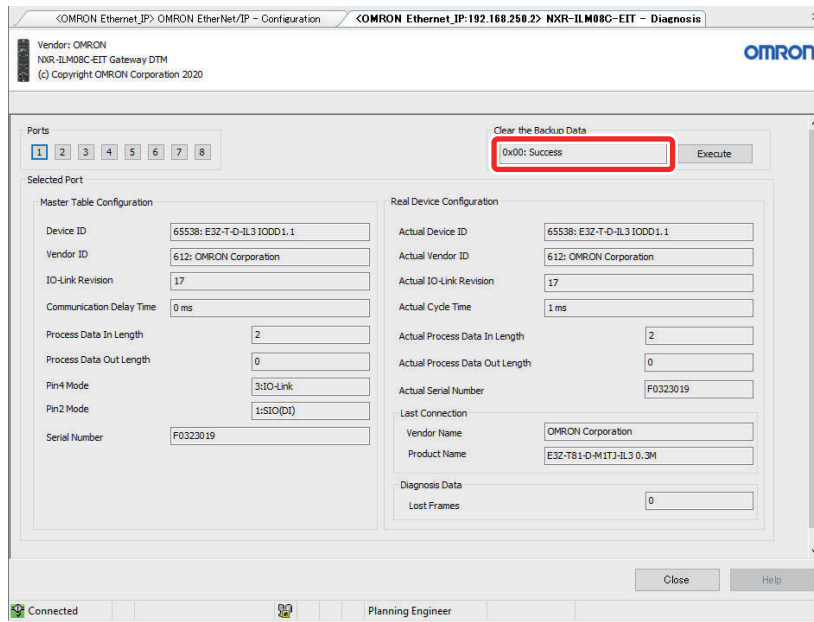 <OMRON Ethernet_IP> OMRON EtherNet/IP - Configuration
<OMRON Ethernet_IP:192.168.250.2> NXR-ILM08C-EIT - Diagnosis
Vendor: OMRON
NXR-ILM08C-EIT Gateway DTM
(c) Copyright OMRON Corporation 2020
OMRON
Ports
1 2 3 4 5 6 7 8
Clear the Backup Data
0x00: Success
Execute
Selected Port
Master Table Configuration
Device ID 65538: E3Z-T-D-IL3 IODD1.1
Vendor ID 612: OMRON Corporation
IO-Link Revision 17
Communication Delay Time 0 ms
Process Data In Length 2
Process Data Out Length 0
Pin4 Mode 3:IO-Link
Pin2 Mode 1:SIO(DI)
Serial Number F0323019
Real Device Configuration
Actual Device ID 65538: E3Z-T-D-IL3 IODD1.1
Actual Vendor ID 612: OMRON Corporation
Actual IO-Link Revision 17
Actual Cycle Time 1 ms
Actual Process Data In Length 2
Actual Process Data Out Length 0
Actual Serial Number F0323019
Last Connection
Vendor Name OMRON Corporation
Product Name E3Z-T81-D-M1TJ-IL3 0.3M
Diagnosis Data
Lost Frames 0
Close
Help
Connected
Planning Engineer